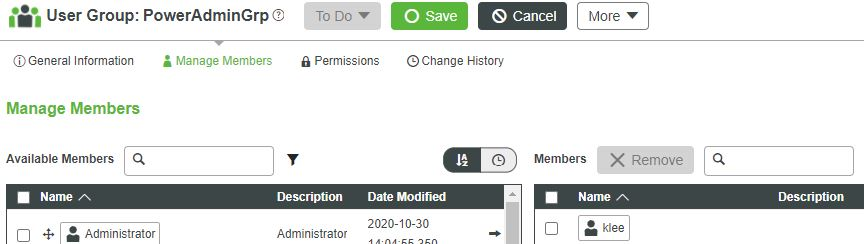 User Group: PowerAdminGrp ? To Do Save Cancel More
i General Information Manage Members Permissions Change History
Manage Members
Available Members Members Remove
Name Description Date Modified Name Description
Administrator Administrator 2020-10-30 klee
14:04:55.350